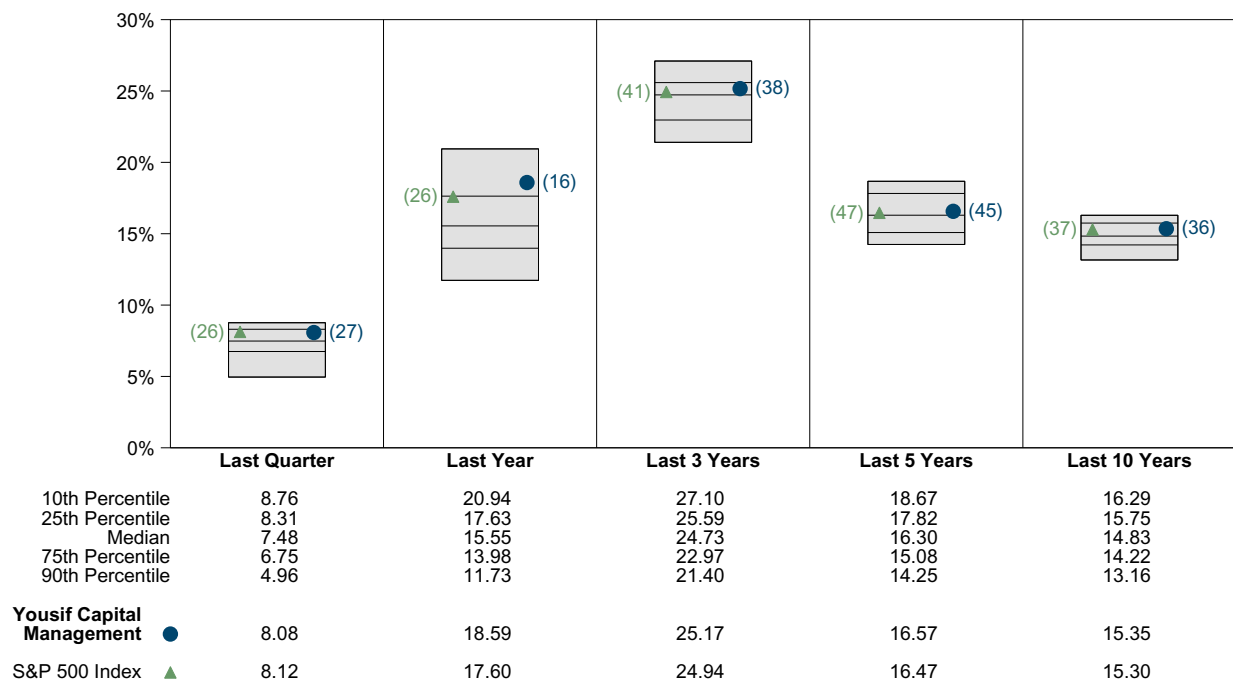 30%
25%
20%
15%
10%
5%
0%
(26)
(27)
(26)
(16)
(41)
(38)
(47)
(45)
(37)
(36)
Last Quarter Last Year Last 3 Years Last 5 Years Last 10 Years
10th Percentile 8.76 20.94 27.10 18.67 16.29
25th Percentile 8.31 17.63 25.59 17.82 15.75
Median 7.48 15.55 24.73 16.30 14.83
75th Percentile 6.75 13.98 22.97 15.08 14.22
90th Percentile 4.96 11.73 21.40 14.25 13.16
Yousif Capital
Management 8.08 18.59 25.17 16.57 15.35
S&P 500 Index 8.12 17.60 24.94 16.47 15.30